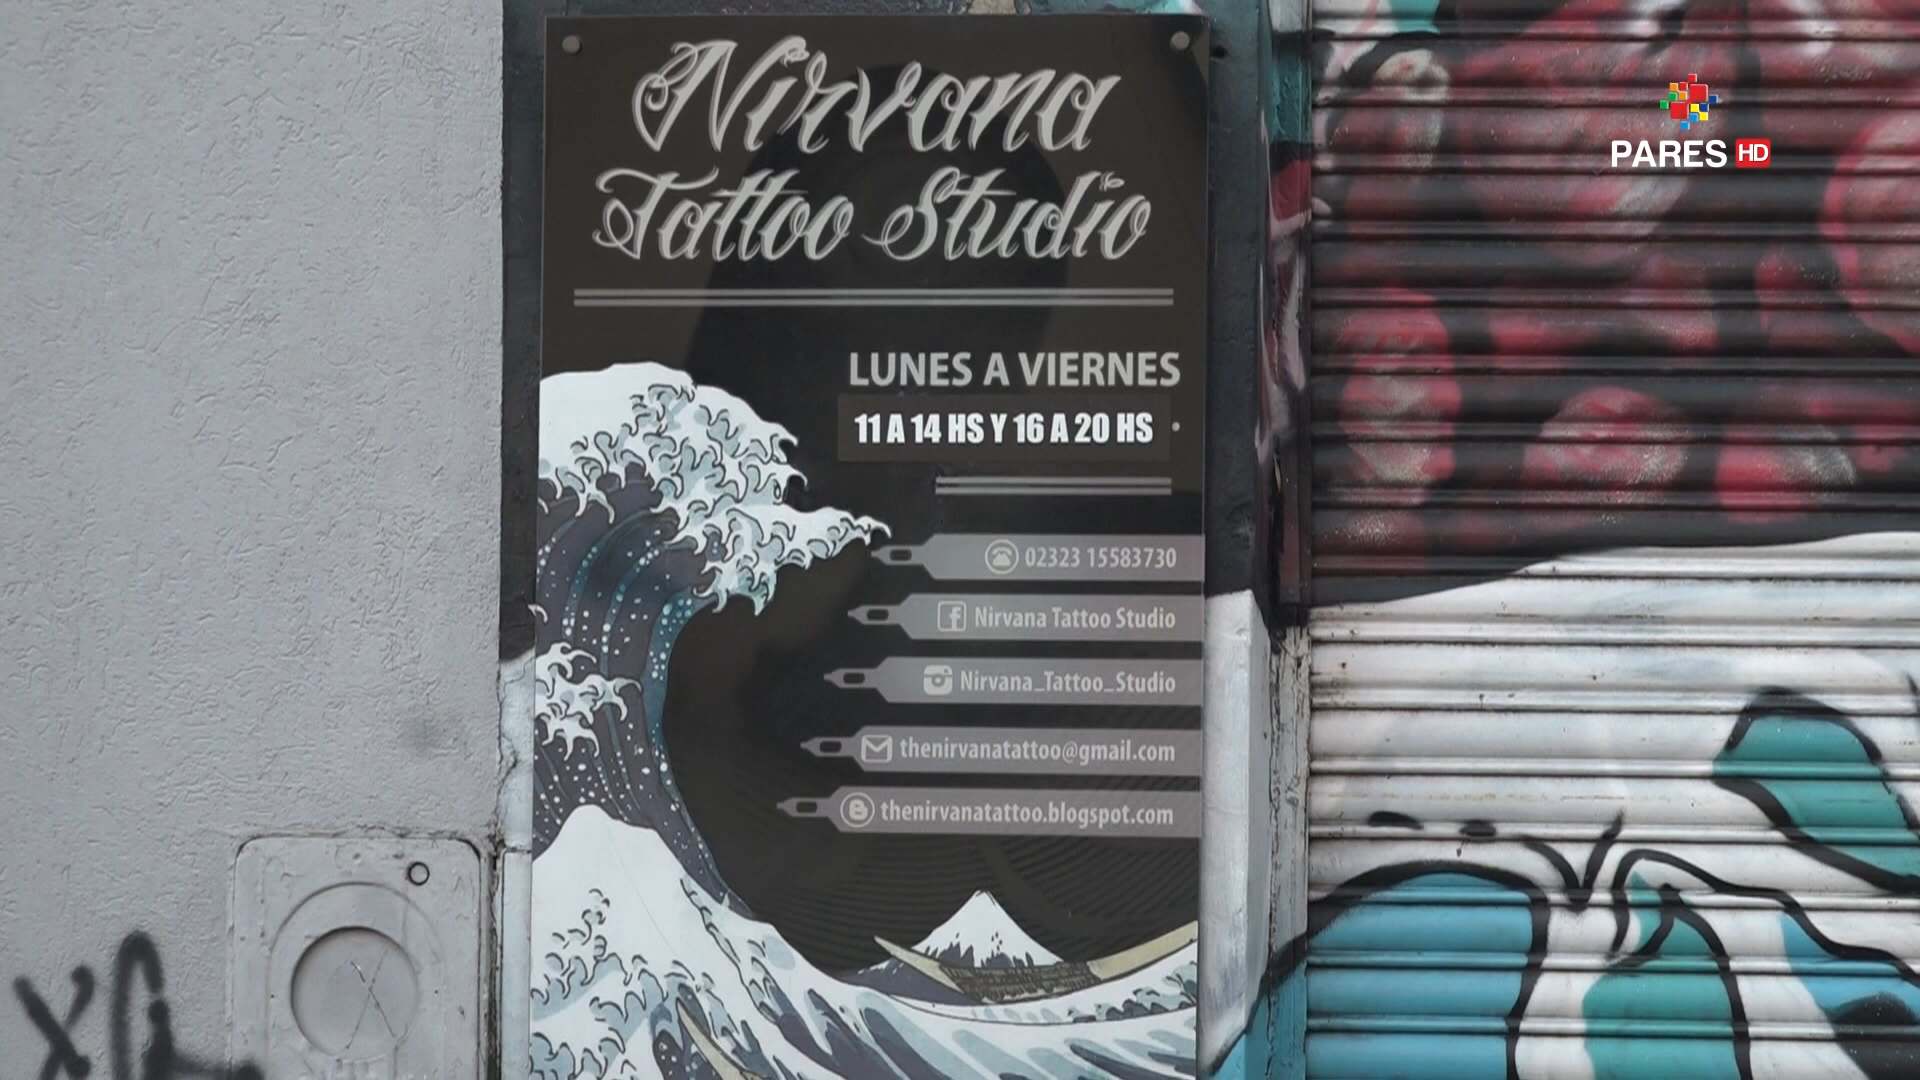 Nirvana
Tattoo Studio
LUNES A VIERNES
11 A 14 HS Y 16 A 20 HS
02323 15583730
Nirvana Tattoo Studio
Nirvana_Tattoo_Studio
thenirvanatattoo@gmail.com
thenirvanatattoo.blogspot.com
PARES HD